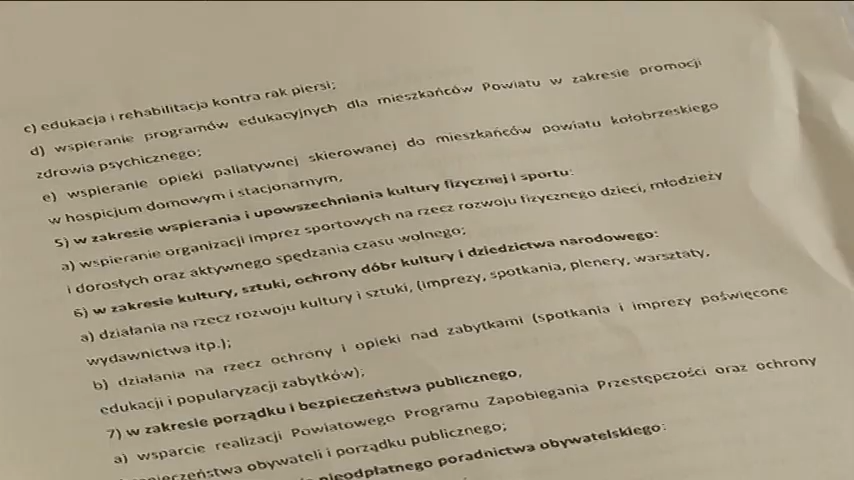 c) edukacja i rehabilitacja kontra rak piersi;
d) wspieranie programów edukacyjnych dla mieszkańców Powiatu w zakresie promocji
zdrowia psychicznego;
e) wspieranie opieki paliatywnej skierowanej do mieszkańców powiatu kołobrzeskiego
w hospicjum domowym i stacjonarnym,
5) w zakresie wspierania i upowszechniania kultury fizycznej i sportu:
a) wspieranie organizacji imprez sportowych na rzecz rozwoju fizycznego dzieci, młodzieży
i dorosłych oraz aktywnego spędzania czasu wolnego;
6) w zakresie kultury, sztuki, ochrony dóbr kultury i dziedzictwa narodowego:
a) działania na rzecz rozwoju kultury i sztuki, (imprezy, spotkania, plenery, warsztaty,
wydawnictwa itp.);
b) działania na rzecz ochrony i opieki nad zabytkami (spotkania i imprezy poświęcone
edukacji i popularyzacji zabytków);
7) w zakresie porządku i bezpieczeństwa publicznego,
a) wsparcie realizacji Powiatowego Programu Zapobiegania Przestępczości oraz ochrony
obywateli i porządku publicznego;
nieodpłatnego poradnictwa obywatelskiego: